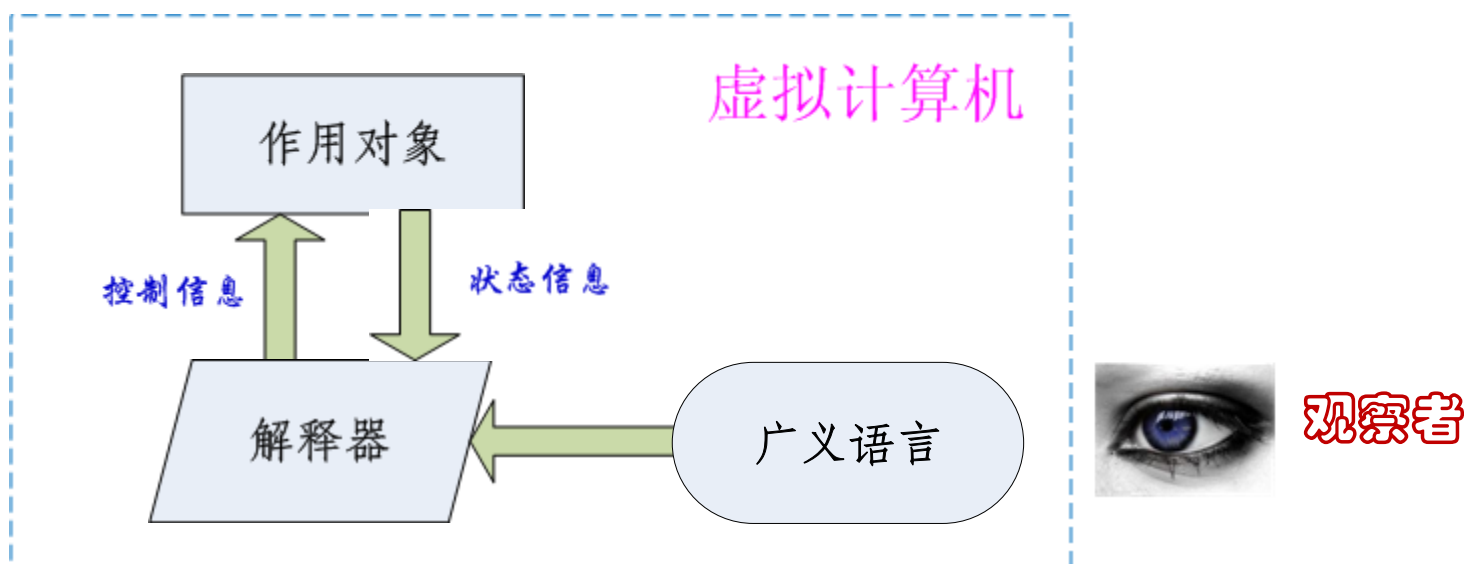 虚拟计算机
作用对象
控制信息
状态信息
解释器
广义语言
观察者